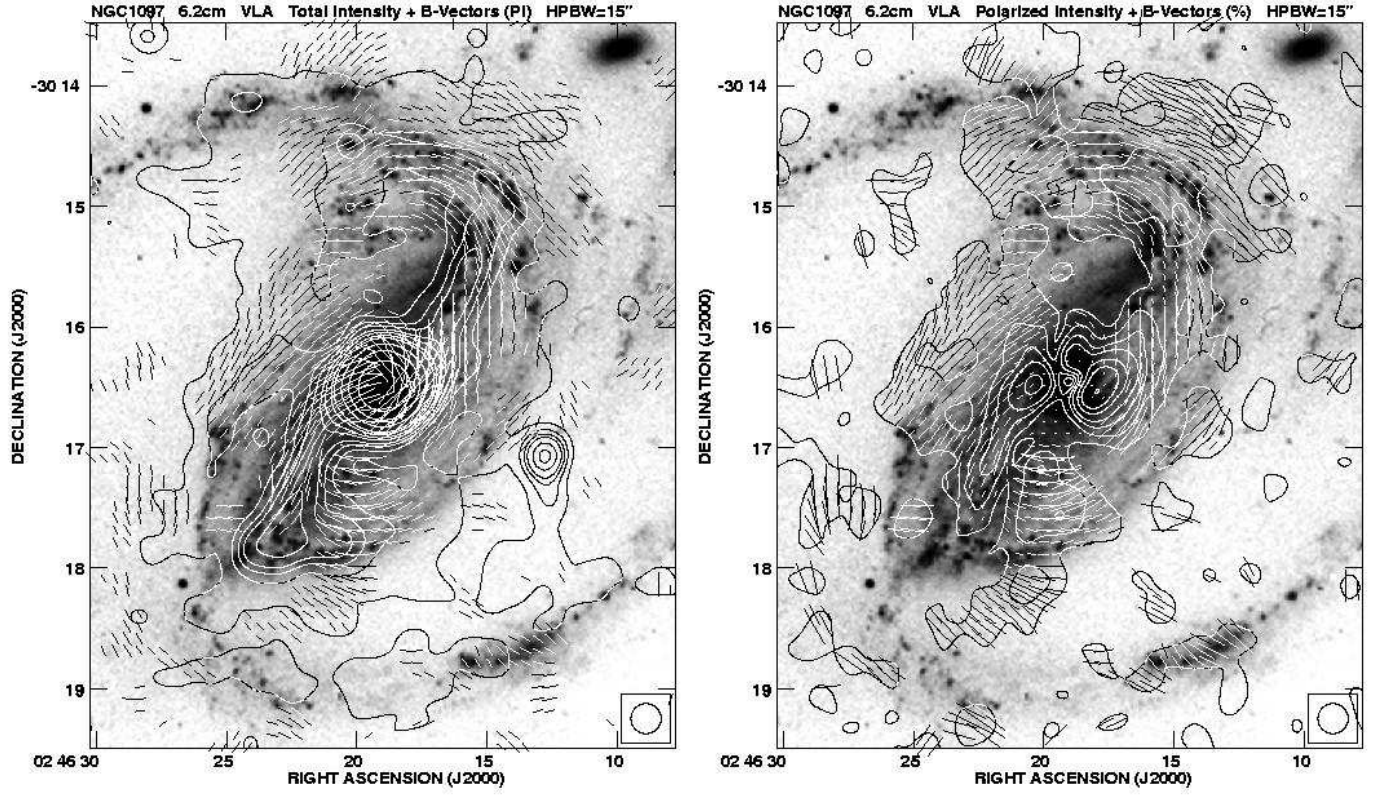 NGC1097 6.2cm VLA Total Intensity + B-Vectors (PI) HPBW=15"
-30 14
15
16
17
18
19
DECLINATION (J2000)
02 46 30 25 20 15 10
RIGHT ASCENSION (J2000)
NGC1097 6.2cm VLA Polarized Intensity + B-Vectors (%) HPBW=15"
-30 14
15
16
17
18
19
DECLINATION (J2000)
02 46 30 25 20 15 10
RIGHT ASCENSION (J2000)